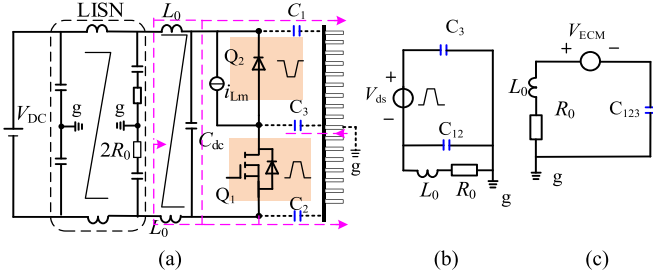 LISN
L0
C1
Q2
iLm
VDC
g
g
C3
Cdc
2R0
g
Q1
C2
L0
(a)
C3
Vds
+
−
C12
L0
R0
g
(b)
VECM
+
−
L0
R0
C123
g
(c)